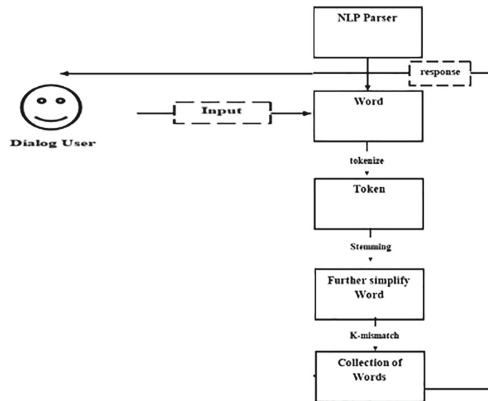 NLP Parser
response
Input
Word
Dialog User
tokenize
Token
Stemming
Further simplify
Word
K-mismatch
Collection of
Words